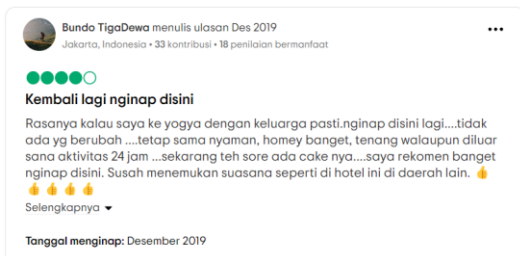 Bundo TigaDewa menulis ulasan Des 2019
Jakarta, Indonesia • 33 kontribusi • 18 penilaian bermanfaat
Kembali lagi nginap disini
Rasanya kalau saya ke yogya dengan keluarga pasti.nginap disini lagi....tidak
ada yg berubah ....tetap sama nyaman, homey banget, tenang walaupun diluar
sana aktivitas 24 jam ...sekarang teh sore ada cake nya....saya rekomen banget
nginap disini. Susah menemukan suasana seperti di hotel ini di daerah lain. 👍
👍👍👍👍
Selengkapnya
Tanggal menginap: Desember 2019